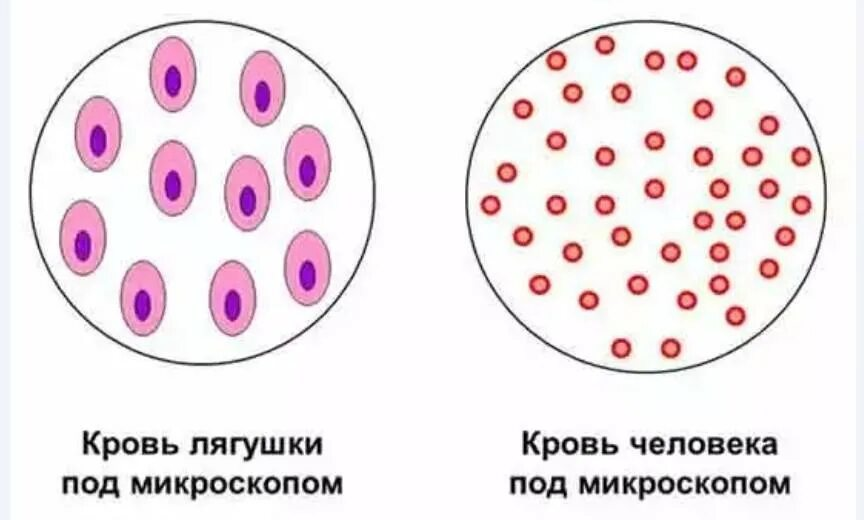 Кровь лягушки
под микроскопом
Кровь человека
под микроскопом